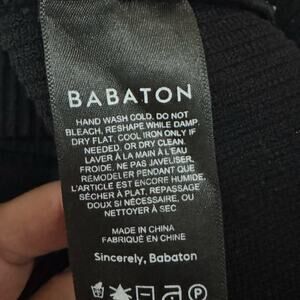 BABATON
HAND WASH COLD. DO NOT
BLEACH, RESHAPE WHILE DAMP.
DRY FLAT, COOL IRON ONLY IF
NEEDED, OR DRY CLEAN.
LAVER À LA MAIN À L'EAU
FROIDE, NE PAS JAVELISER,
REMODELER PENDANT QUE
L'ARTICLE EST ENCORE HUMIDE.
SÉCHER À PLAT, REPASSAGE
DOUX SI NÉCESSAIRE, OU
NETTOYER À SEC
MADE IN CHINA
FABRIQUÉ EN CHINE
Sincerely, Babaton
P